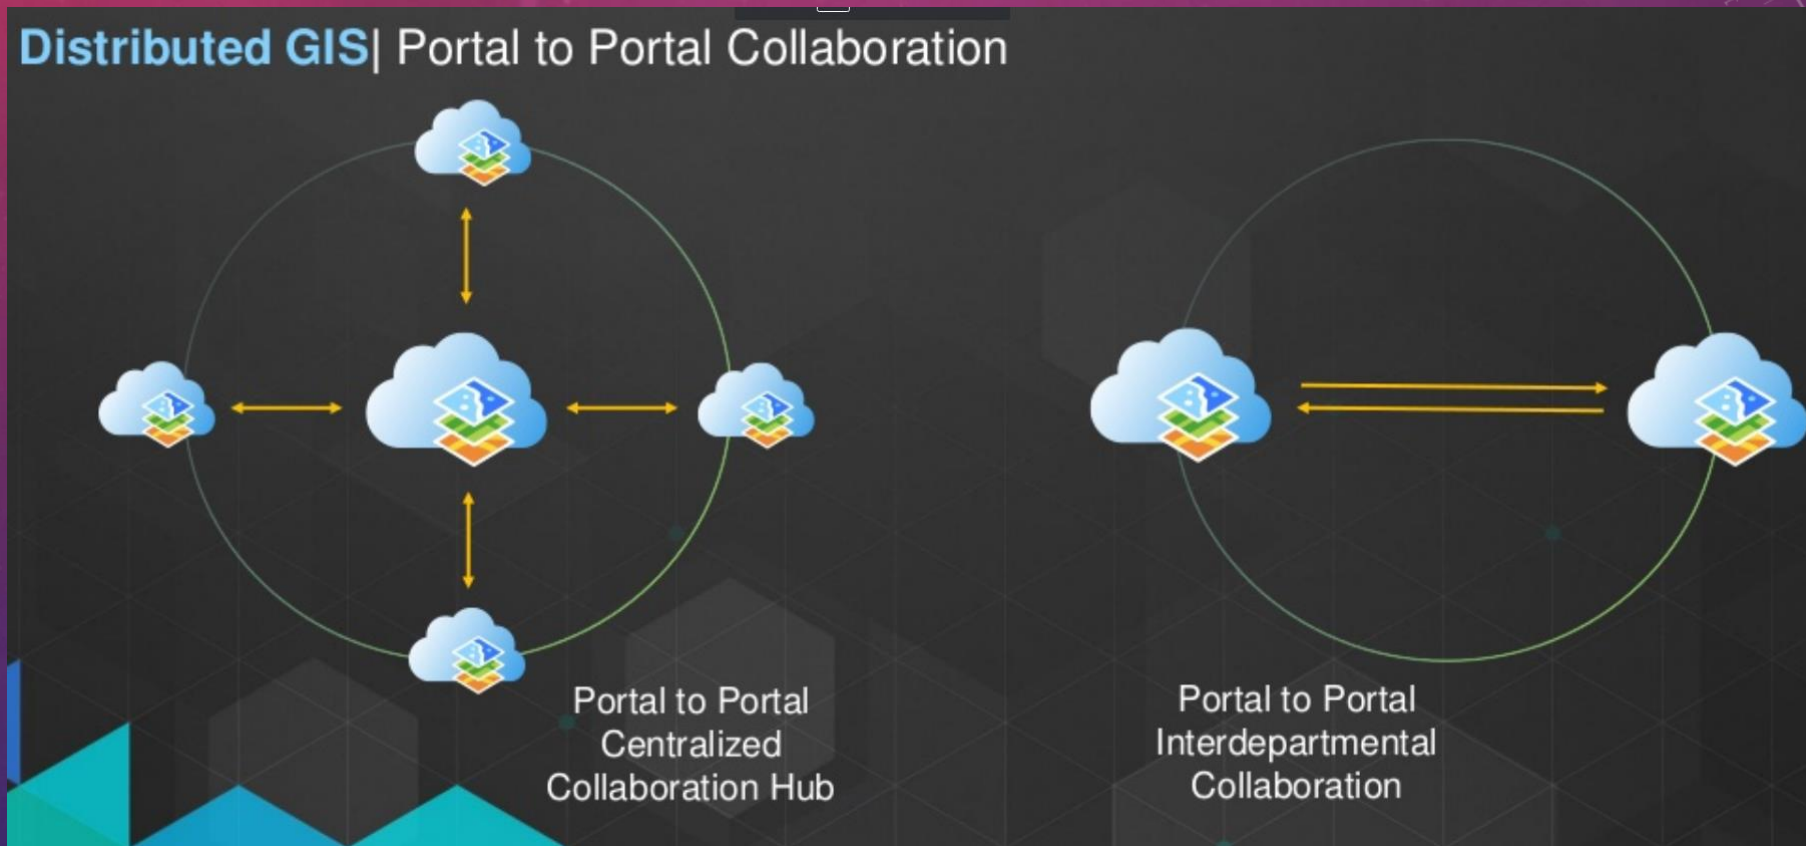 Distributed GIS| Portal to Portal Collaboration
Portal to Portal
Centralized
Collaboration Hub
Portal to Portal
Interdepartmental
Collaboration